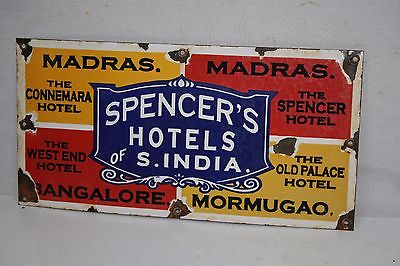 MADRAS.
THE
CONNEMARA
HOTEL
MADRAS.
THE
SPENCER
HOTEL
SPENCER'S
HOTELS
OF S.INDIA.
THE
WEST END
HOTEL
BANGALORE.
THE
OLD PALACE
HOTEL
MORMUGAO.